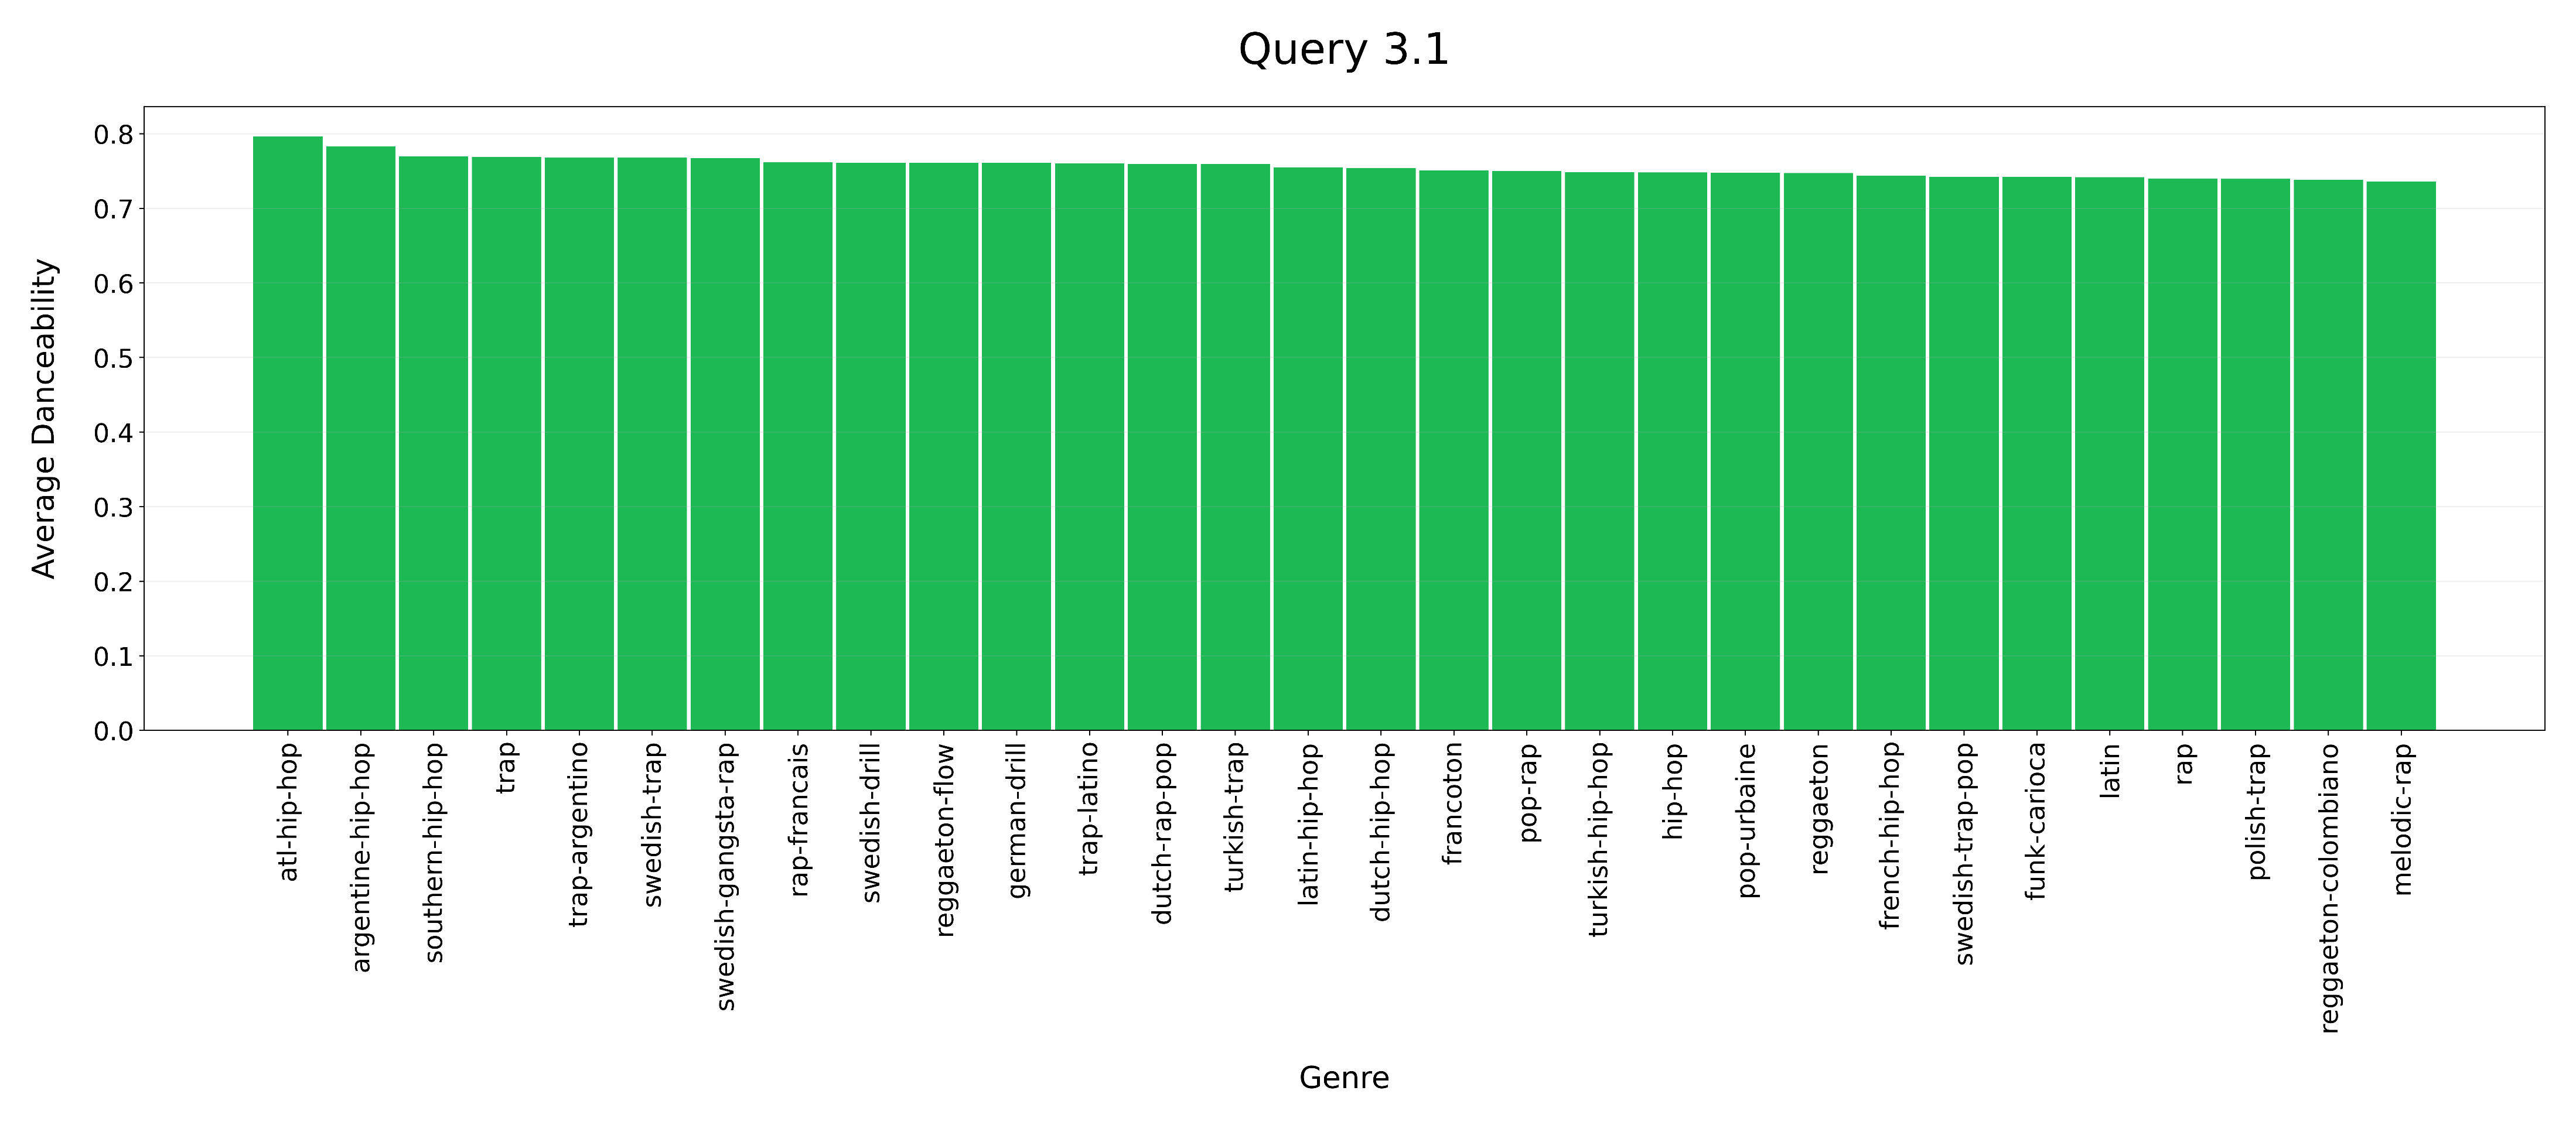 Query 3.1
Average Danceability
0.8
0.7
0.6
0.5
0.4
0.3
0.2
0.1
0.0
atl-hip-hop
argentine-hip-hop
southern-hip-hop
trap
trap-argentino
swedish-trap
swedish-gangsta-rap
rap-francais
swedish-drill
reggaeton-flow
german-drill
trap-latino
dutch-rap-pop
turkish-trap
latin-hip-hop
dutch-hip-hop
francoton
pop-rap
turkish-hip-hop
hip-hop
pop-urbaine
reggaeton
french-hip-hop
swedish-trap-pop
funk-carioca
latin
rap
polish-trap
reggaeton-colombiano
melodic-rap
Genre